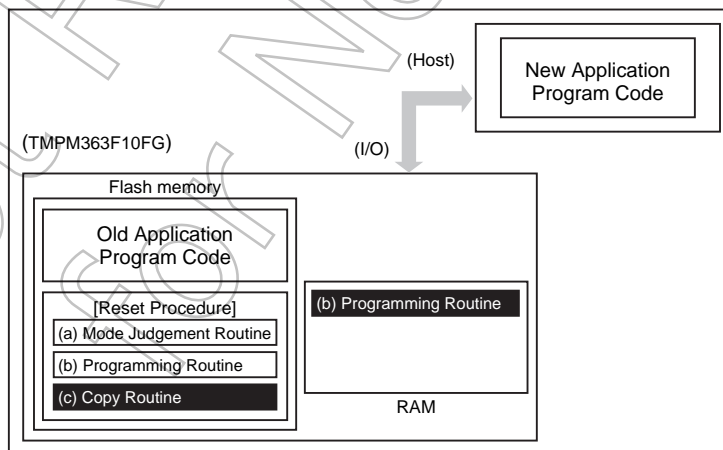 (Host)
New Application
Program Code
(TMPM363F10FG)
(I/O)
Flash memory
Old Application
Program Code
[Reset Procedure]
(a) Mode Judgement Routine
(b) Programming Routine
(c) Copy Routine
(b) Programming Routine
RAM